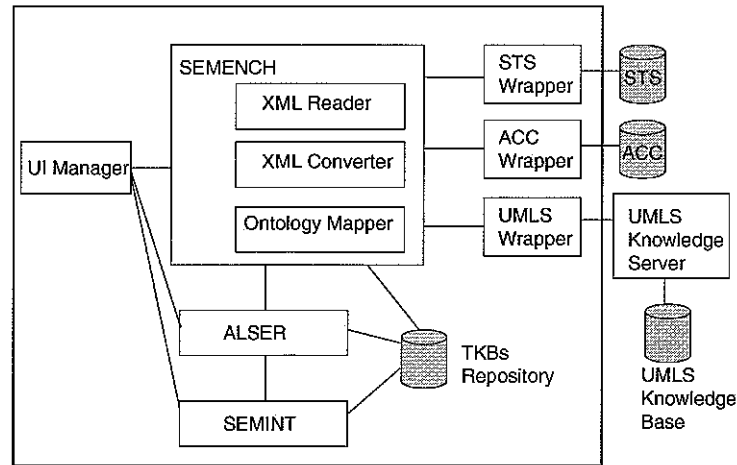 SEMENCH
XML Reader
XML Converter
Ontology Mapper
UI Manager
STS
Wrapper
STS
ACC
Wrapper
ACC
UMLS
Wrapper
UMLS
Knowledge
Server
ALSER
SEMINT
TKBs
Repository
UMLS
Knowledge
Base